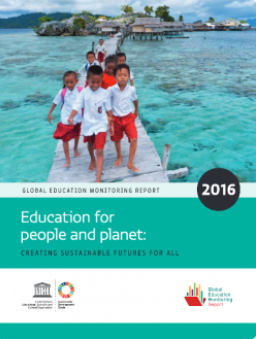 GLOBAL EDUCATION MONITORING REPORT
2016
Education for
people and planet:
CREATING SUSTAINABLE FUTURES FOR ALL
Global
Education
Monitoring
Report